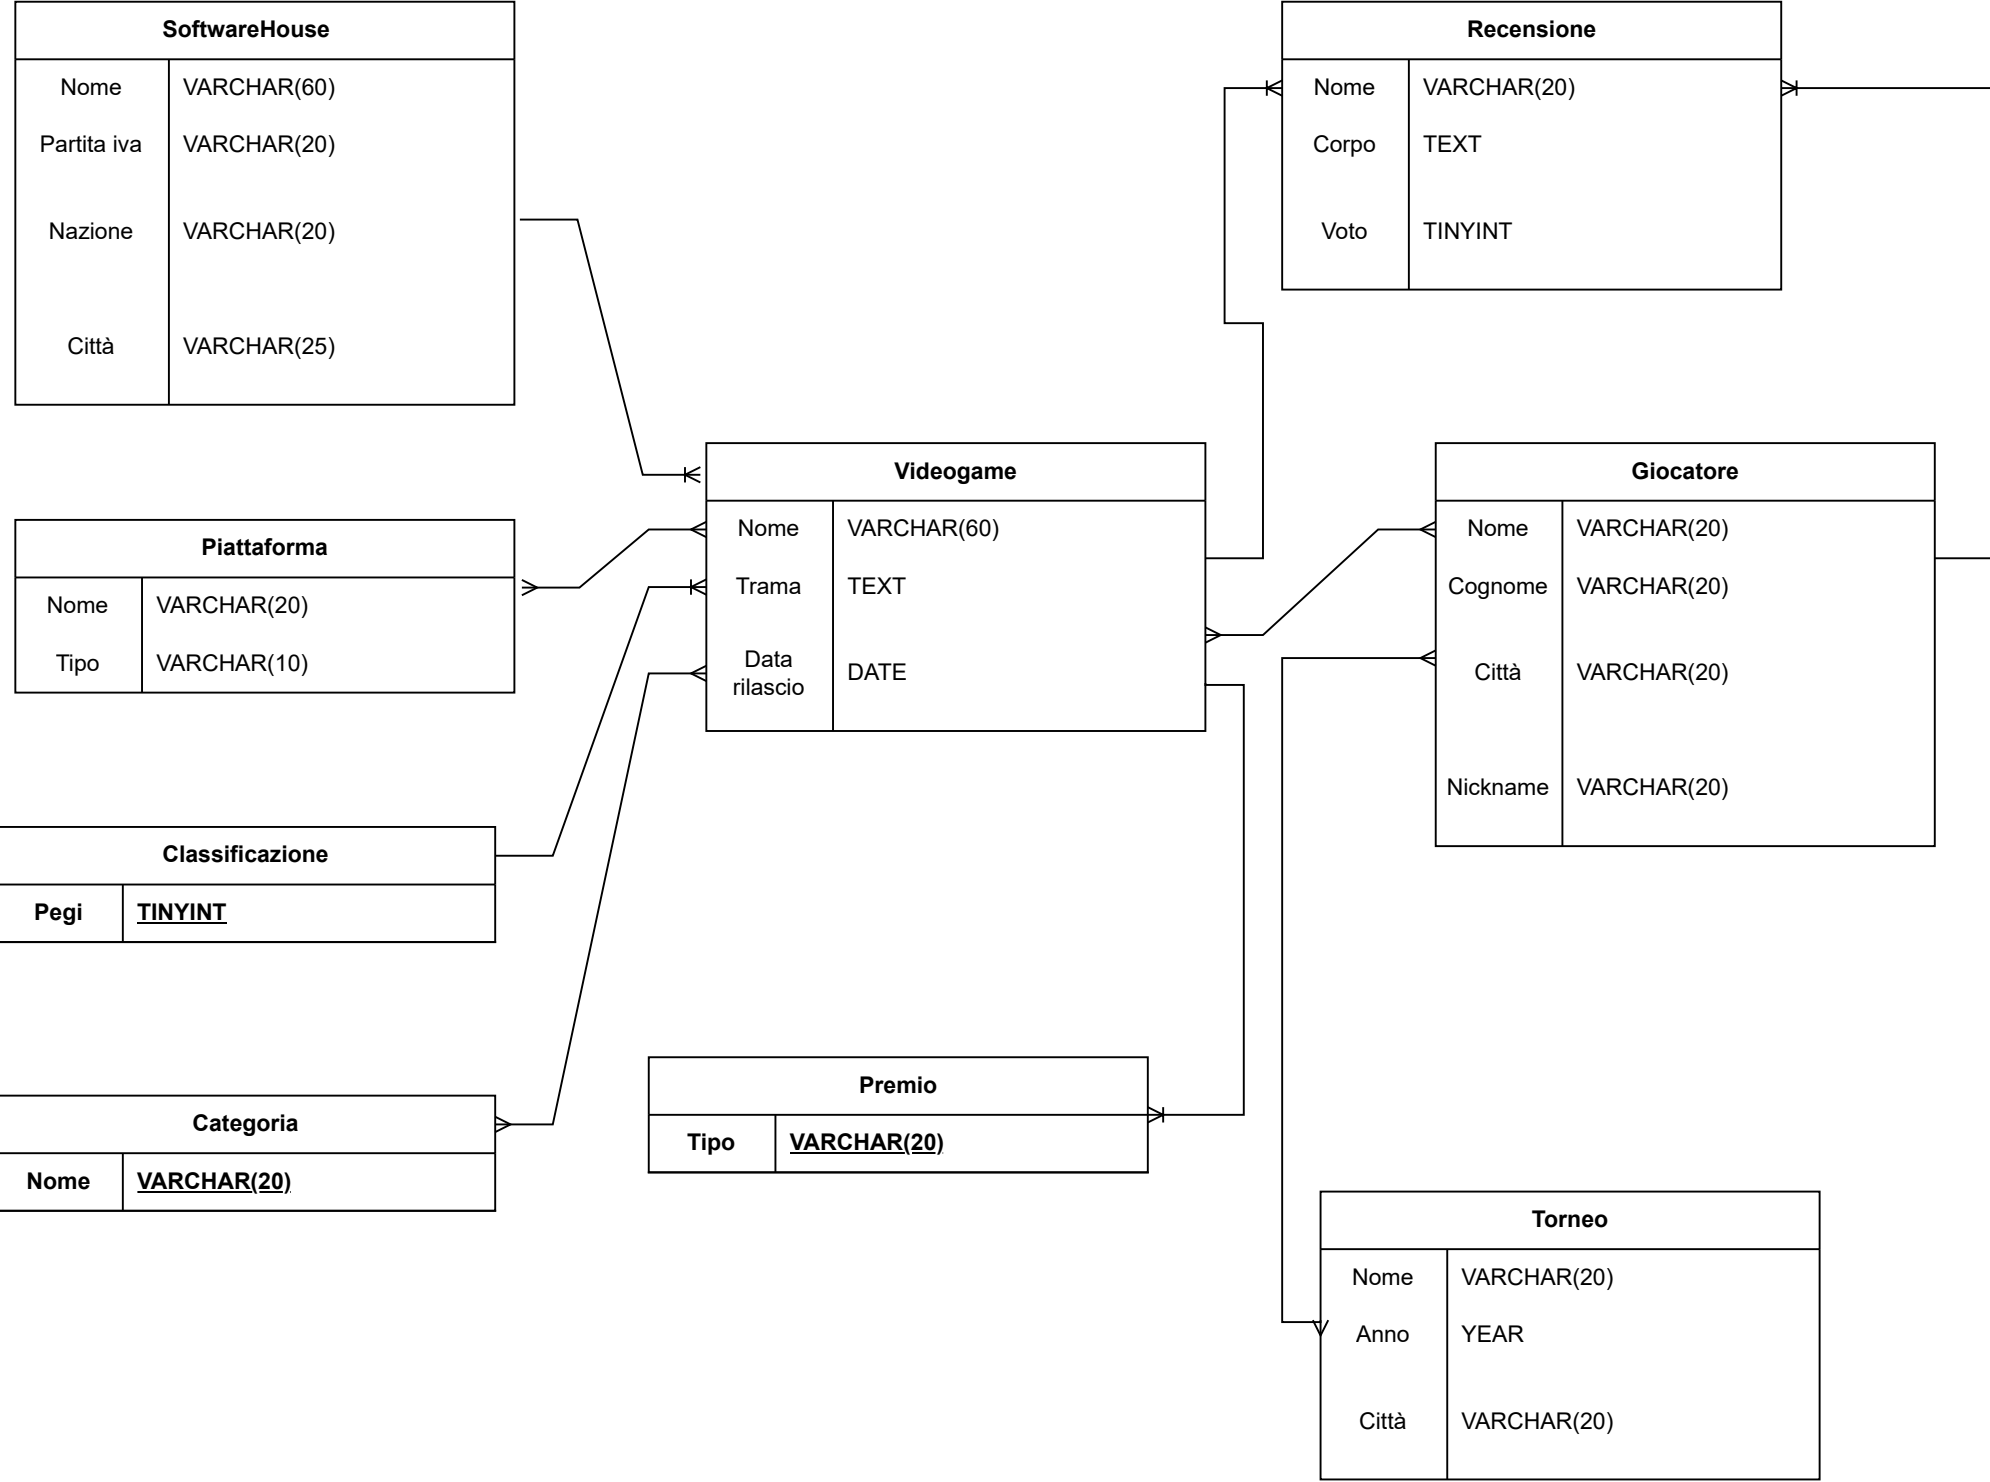 SoftwareHouse
Nome VARCHAR(60)
Partita iva VARCHAR(20)
Nazione VARCHAR(20)
Città VARCHAR(25)
Recensione
Nome VARCHAR(20)
Corpo TEXT
Voto TINYINT
Videogame
Nome VARCHAR(60)
Trama TEXT
Data
rilascio
DATE
Giocatore
Nome VARCHAR(20)
Cognome VARCHAR(20)
Città VARCHAR(20)
Nickname VARCHAR(20)
Piattaforma
Nome VARCHAR(20)
Tipo VARCHAR(10)
Classificazione
Pegi TINYINT
Categoria
Nome VARCHAR(20)
Premio
Tipo VARCHAR(20)
Torneo
Nome VARCHAR(20)
Anno YEAR
Città VARCHAR(20)